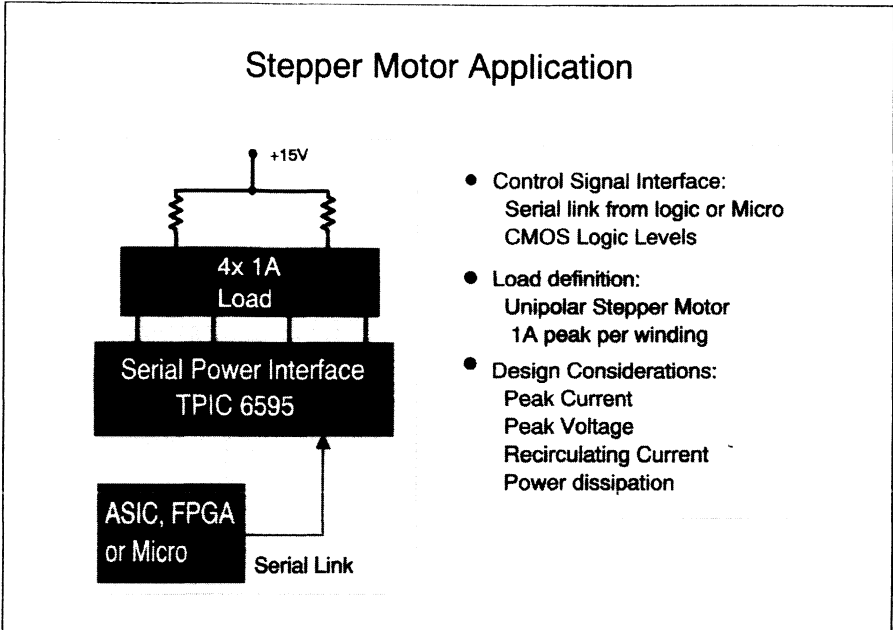 Stepper Motor Application
+15V
4x 1A
Load
Serial Power Interface
TPIC 6595
ASIC, FPGA
or Micro
Serial Link
• Control Signal Interface:
Serial link from logic or Micro
CMOS Logic Levels
• Load definition:
Unipolar Stepper Motor
1A peak per winding
• Design Considerations:
Peak Current
Peak Voltage
Recirculating Current
Power dissipation